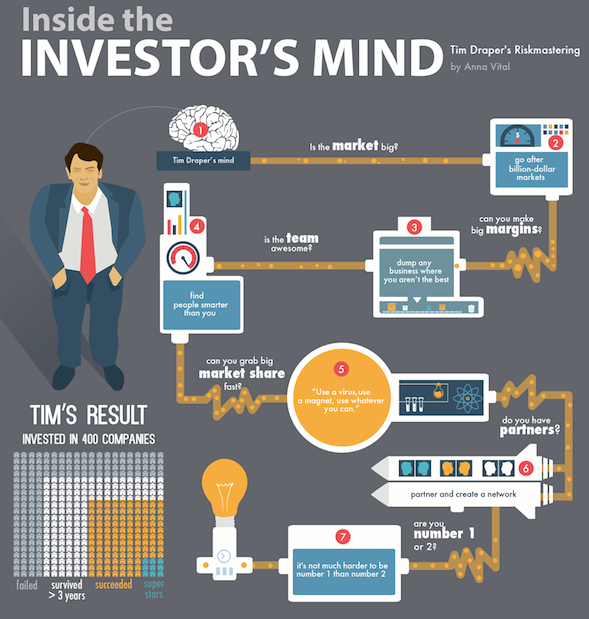 Inside the
INVESTOR'S MIND
Tim Draper's Riskmastering
by Anna Vital
1
Tim Draper's mind
Is the market big?
2
go after
billion-dollar
markets
can you make
big margins?
3
dump any
business where
you aren't the best
is the team
awesome?
4
find
people smarter
than you
can you grab big
market share
fast?
5
"Use a virus,use
a magnet, use whatever
you can."
do you have
partners?
6
partner and create a network
are you
number 1
or 2?
7
it's not much harder to be
number 1 than number 2
TIM'S RESULT
INVESTED IN 400 COMPANIES
failed
survived
> 3 years
succeeded
super
stars